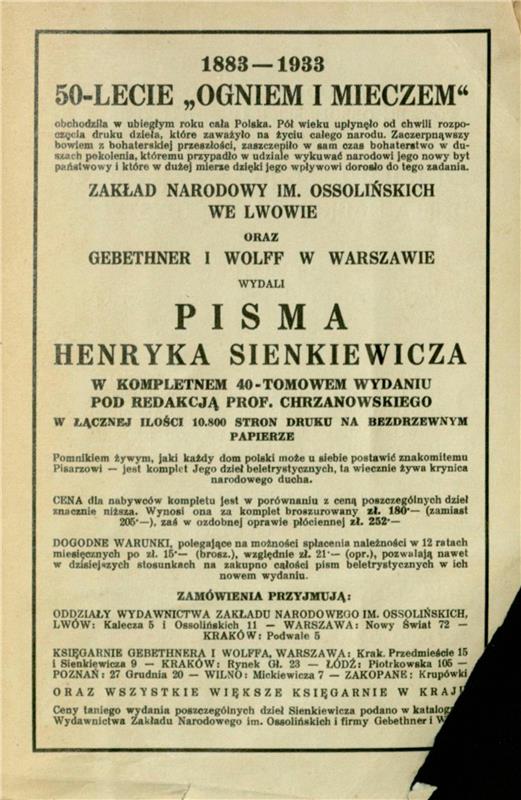 1883—1933
50-LECIE „OGNIEM I MIECZEM“
obchodziła w ubiegłym roku cała Polska. Pół wieku upłynęło od chwili rozpo-
częcia druku dzieła, które zaważyło na życiu całego narodu. Zaczerpnąwszy
bowiem z bohaterskiej przeszłości, zaszczepiło w sam czas bohaterstwo w du-
szach pokolenia, któremu przypadło w udziale wykuwać narodowi jego nowy byt
państwowy i które w dużej mierze dzięki jego wpływowi dorosło do tego zadania.
ZAKŁAD NARODOWY IM. OSSOLIŃSKICH
WE LWOWIE
ORAZ
GEBETHNER I WOLFF W WARSZAWIE
WYDALI
PISMA
HENRYKA SIENKIEWICZA
W KOMPLETNEM 40-TOMOWEM WYDANIU
POD REDAKCJĄ PROF. CHRZANOWSKIEGO
W ŁĄCZNEJ ILOŚCI 10.800 STRON DRUKU NA BEZDRZEWNYM
PAPIERZE
Pomnikiem żywym, jaki każdy dom polski może u siebie postawić znakomitemu
Pisarzowi — jest komplet Jego dzieł beletrystycznych, ta wiecznie żywa krynica
narodowego ducha.
CENA dla nabywców kompletu jest w porównaniu z ceną poszczególnych dzieł
znacznie niższa. Wynosi ona za komplet broszurowany zł. 180·— (zamiast
205·—), zaś w ozdobnej oprawie płóciennej zł. 252·—
DOGODNE WARUNKI, polegające na możności spłacenia należności w 12 ratach
miesięcznych po zł. 15·— (brosz.), względnie zł. 21·— (opr.), pozwalają nawet
w dzisiejszych stosunkach na zakupno całości pism beletrystycznych w ich
nowem wydaniu.
ZAMÓWIENIA PRZYJMUJĄ:
ODDZIAŁY WYDAWNICTWA ZAKŁADU NARODOWEGO IM. OSSOLIŃSKICH,
LWÓW: Kalecza 5 i Ossolińskich 11 — WARSZAWA: Nowy Świat 72 —
KRAKÓW: Podwale 5
KSIĘGARNIE GEBETHNERA I WOLFFA, WARSZAWA: Krak. Przedmieście 15
i Sienkiewicza 9 — KRAKÓW: Rynek Gł. 23 — ŁÓDŹ: Piotrkowska 105 —
POZNAŃ: 27 Grudnia 20 — WILNO: Mickiewicza 7 — ZAKOPANE: Krupówki
ORAZ WSZYSTKIE WIĘKSZE KSIĘGARNIE W KRAJU
Ceny taniego wydania poszczególnych dzieł Sienkiewicza podano w katalog
Wydawnictwa Zakładu Narodowego im. Ossolińskich i firmy Gebethner i W